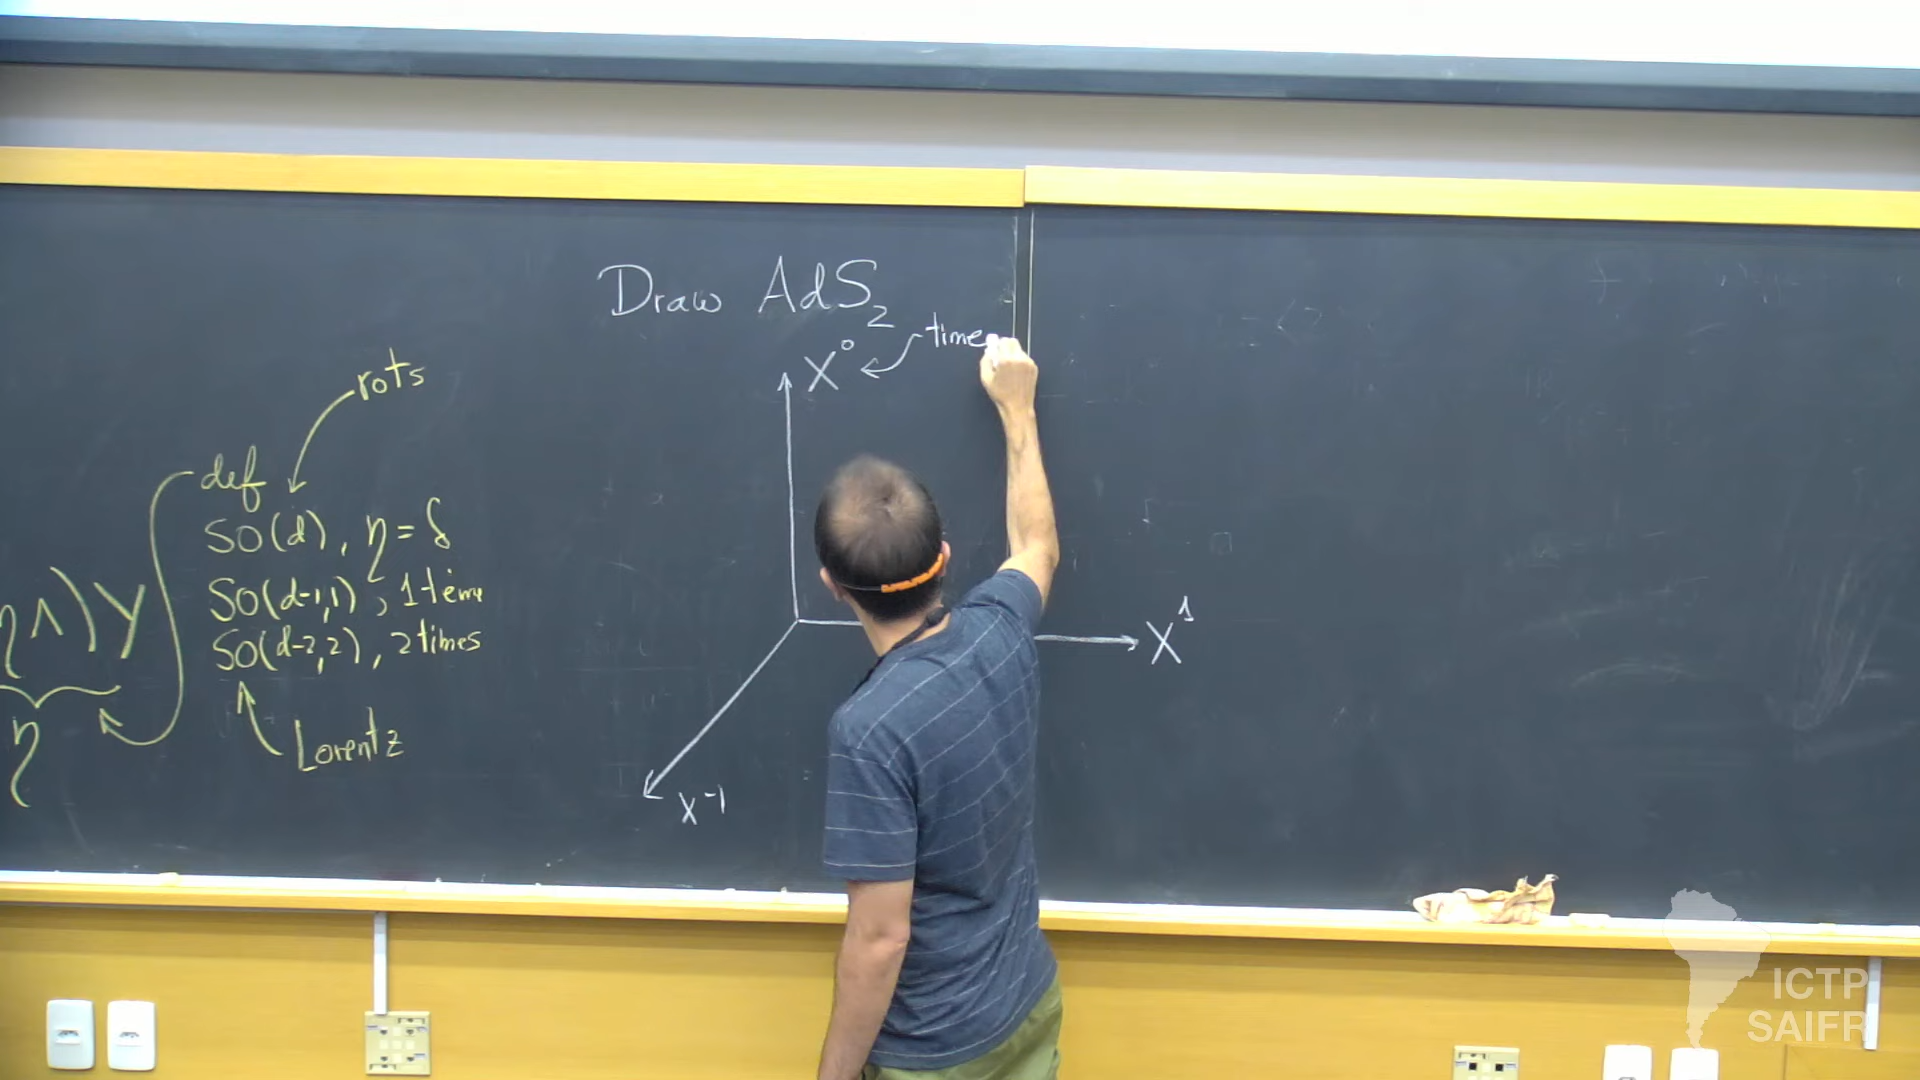 Draw AdS₂
X⁰
time
X¹
X⁻¹
rots
def
SO(d), η = δ
SO(d-1,1), 1 time
SO(d-2,2), 2 times
Lorentz
ηΛ)Y
η
ICTP
SAIFR